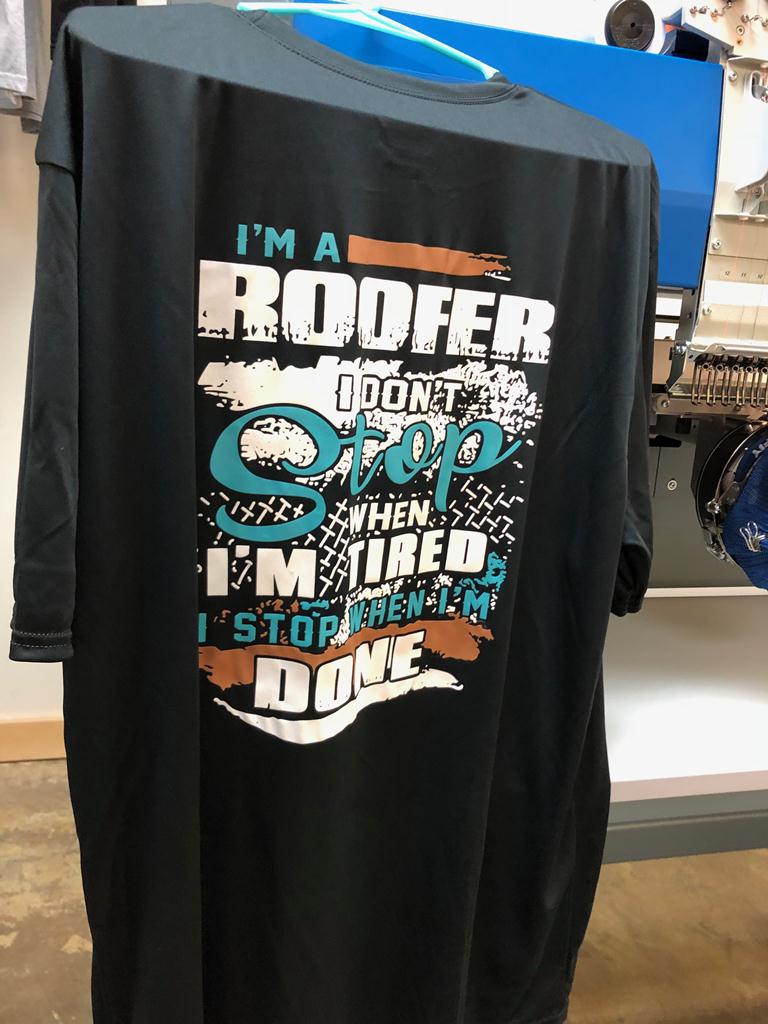 I'M A
ROOFER
I DON'T
Stop
WHEN
I'M TIRED
I STOP WHEN I'M
DONE